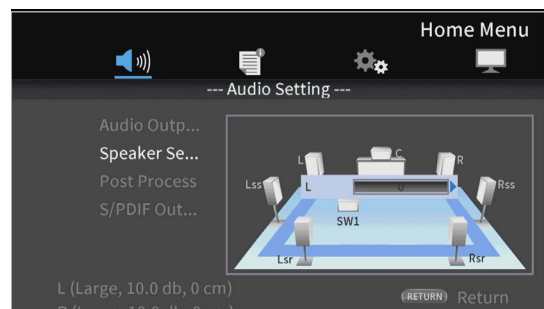 Home Menu
--- Audio Setting ---
Audio Outp...
Speaker Se...
Post Process
S/PDIF Out...
L
C
R
Lss
L
0
Rss
SW1
Lsr
Rsr
L (Large, 10.0 db, 0 cm)
RETURN Return